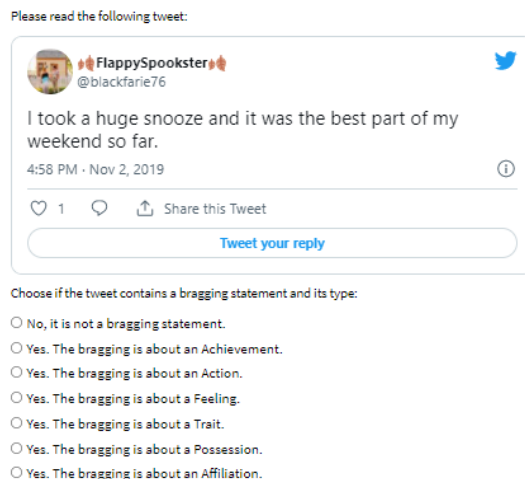 Please read the following tweet:
FlappySpookster
@blackfarie76
I took a huge snooze and it was the best part of my
weekend so far.
4:58 PM · Nov 2, 2019
1 Share this Tweet
Tweet your reply
Choose if the tweet contains a bragging statement and its type:
No, it is not a bragging statement.
Yes. The bragging is about an Achievement.
Yes. The bragging is about an Action.
Yes. The bragging is about a Feeling.
Yes. The bragging is about a Trait.
Yes. The bragging is about a Possession.
Yes. The bragging is about an Affiliation.